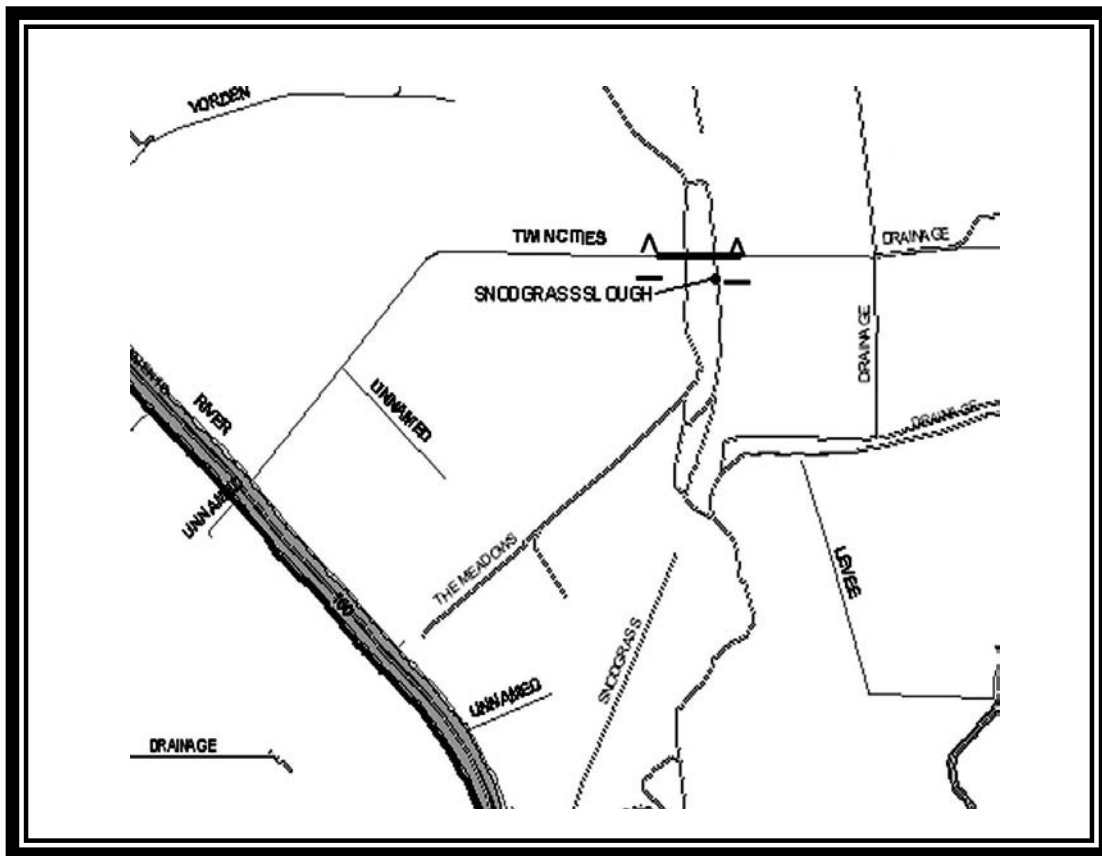 VORDEN
TWIN CITIES
DRAINAGE
SNODGRASS SLOUGH
DRAINAGE
UNNAMED
RIVER
DRAINAGE
UNNAMED
THE MEADOWS
LEVEE
160
SNODGRASS
UNNAMED
DRAINAGE